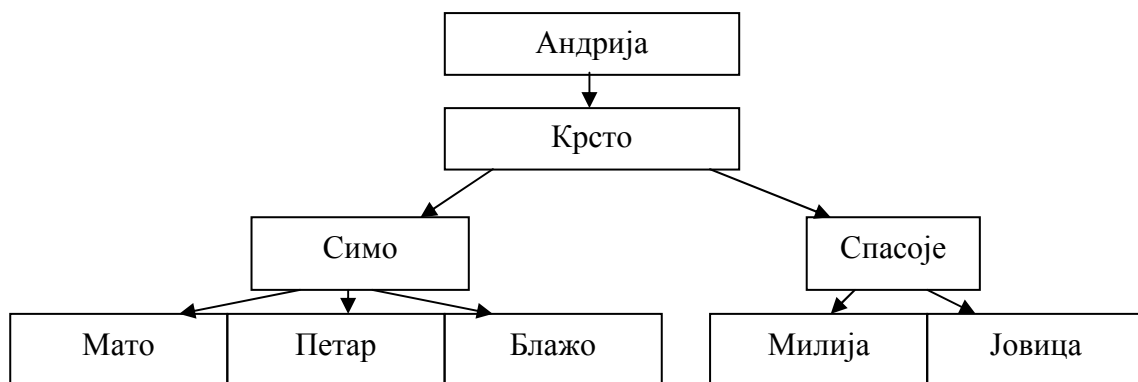 Андрија
Крсто
Симо
Спасоје
Мато
Петар
Блажо
Милија
Јовица